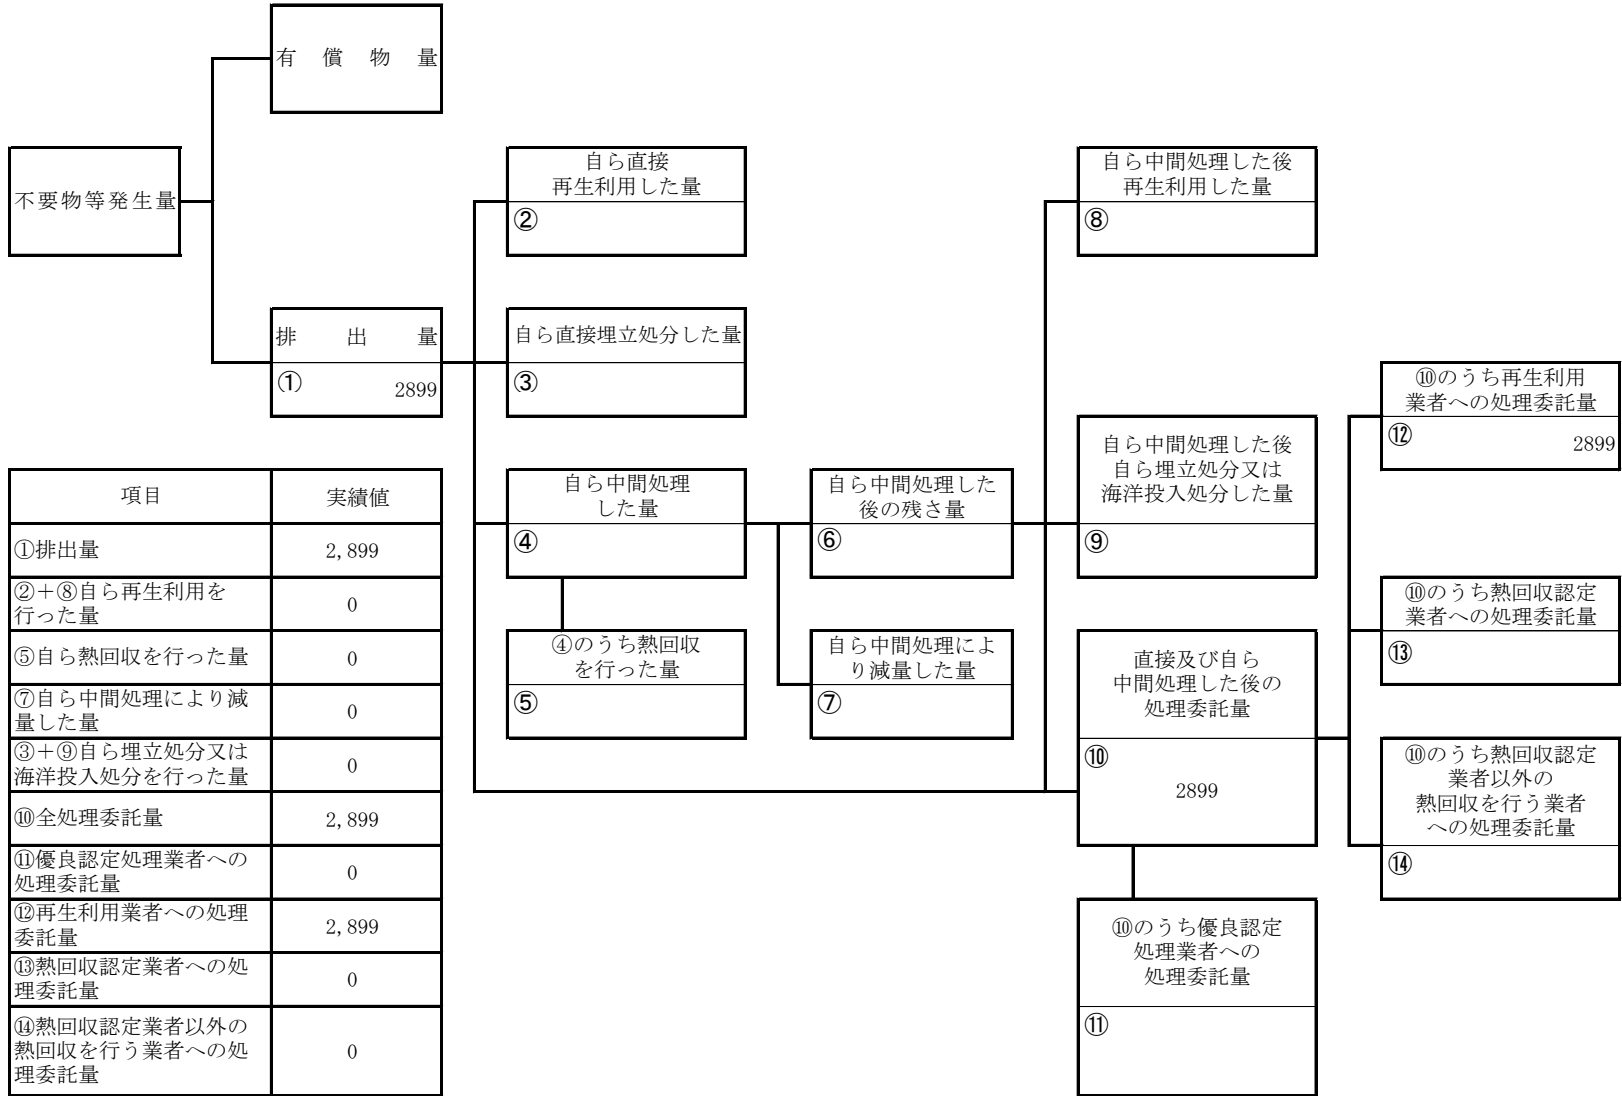 有償物量
不要物等発生量
排出量
①
2899
自ら直接
再生利用した量
②
自ら直接埋立処分した量
③
自ら中間処理
した量
④
④のうち熱回収
を行った量
⑤
自ら中間処理した
後の残さ量
⑥
自ら中間処理によ
り減量した量
⑦
自ら中間処理した後
再生利用した量
⑧
自ら中間処理した後
自ら埋立処分又は
海洋投入処分した量
⑨
直接及び自ら
中間処理した後の
処理委託量
⑩
2899
⑩のうち優良認定
処理業者への
処理委託量
⑪
⑩のうち再生利用
業者への処理委託量
⑫
2899
⑩のうち熱回収認定
業者への処理委託量
⑬
⑩のうち熱回収認定
業者以外の
熱回収を行う業者
への処理委託量
⑭
項目 実績値
①排出量 2,899
②＋⑧自ら再生利用を
行った量 0
⑤自ら熱回収を行った量 0
⑦自ら中間処理により減
量した量 0
③＋⑨自ら埋立処分又は
海洋投入処分を行った量 0
⑩全処理委託量 2,899
⑪優良認定処理業者への
処理委託量 0
⑫再生利用業者への処理
委託量 2,899
⑬熱回収認定業者への処
理委託量 0
⑭熱回収認定業者以外の
熱回収を行う業者への処
理委託量 0